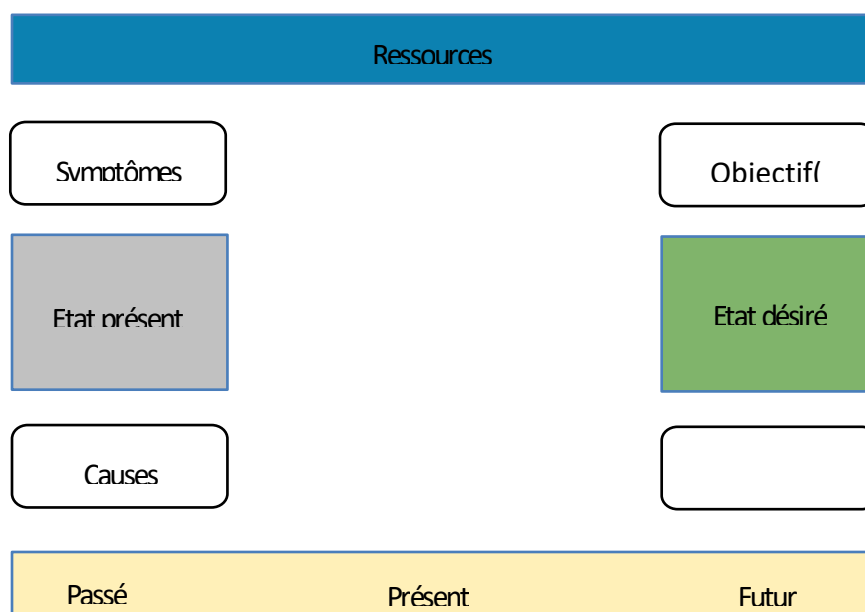 Ressources
Symptômes
Objectif(
Etat présent
Etat désiré
Causes
Passé Présent Futur